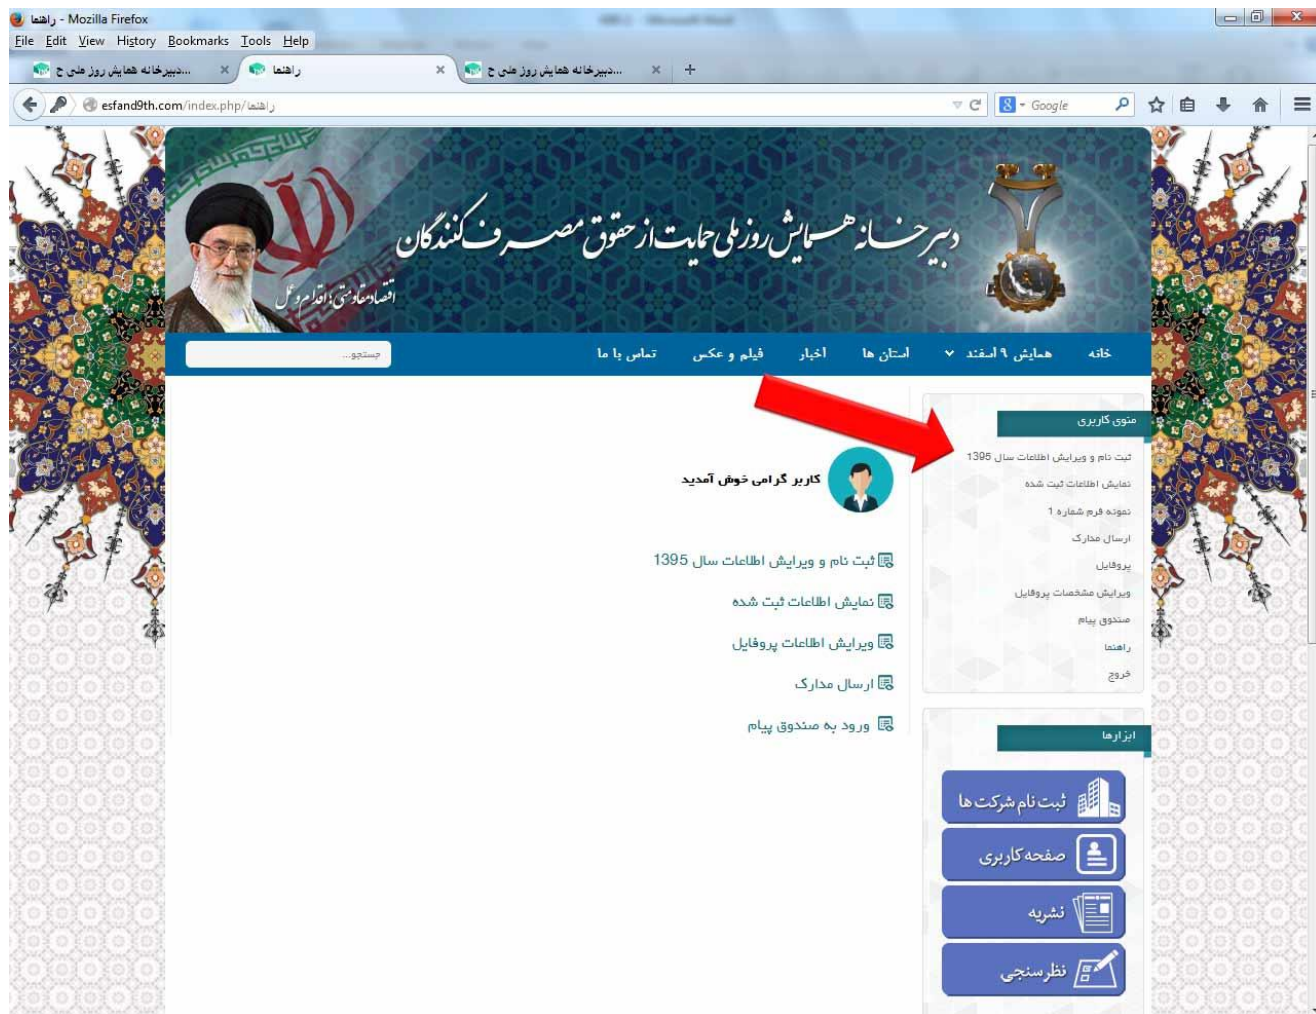 راهنما - Mozilla Firefox
File Edit View History Bookmarks Tools Help
دبیرخانه همایش روز ملی ح...
راهنما
دبیرخانه همایش روز ملی ح...
esfand9th.com/index.php/راهنما
Google
دبیرخانه همایش روز ملی حمایت از حقوق مصرف کنندگان
اقتصاد مقاومتی؛ اقدام و عمل
خانه همایش ۹ اسفند استان ها اخبار فیلم و عکس تماس با ما
جستجو...
منوی کاربری
ثبت نام و ویرایش اطلاعات سال 1395
نمایش اطلاعات ثبت شده
نمونه فرم شماره 1
ارسال مدارک
پروفایل
ویرایش مشخصات پروفایل
صندوق پیام
راهنما
خروج
کاربر گرامی خوش آمدید
ثبت نام و ویرایش اطلاعات سال 1395
نمایش اطلاعات ثبت شده
ویرایش اطلاعات پروفایل
ارسال مدارک
ورود به صندوق پیام
ابزارها
ثبت نام شرکت ها
صفحه کاربری
نشریه
نظرسنجی